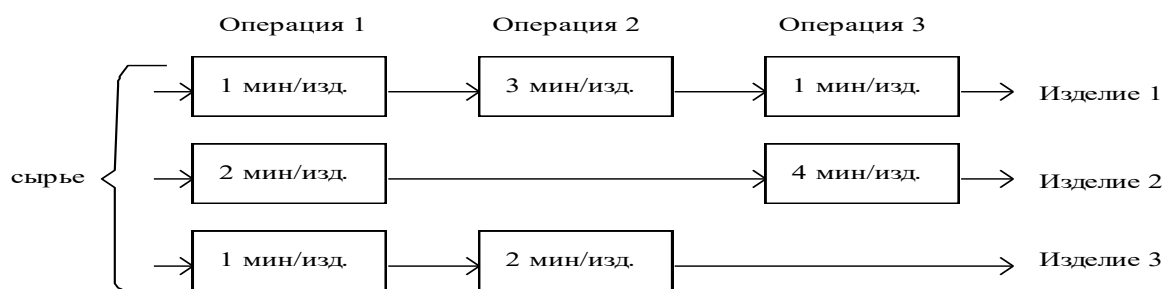 Операция 1 Операция 2 Операция 3
1 мин/изд. 3 мин/изд. 1 мин/изд. Изделие 1
сырье 2 мин/изд. 4 мин/изд. Изделие 2
1 мин/изд. 2 мин/изд. Изделие 3